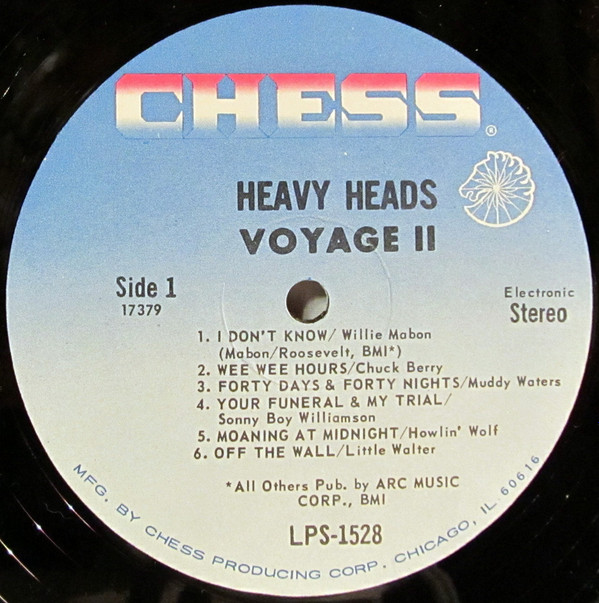 CHESS®
HEAVY HEADS
VOYAGE II
Side 1
17379
Electronic
Stereo
1. I DON'T KNOW/ Willie Mabon
(Mabon/Roosevelt, BMI*)
2. WEE WEE HOURS/Chuck Berry
3. FORTY DAYS & FORTY NIGHTS/Muddy Waters
4. YOUR FUNERAL & MY TRIAL/
Sonny Boy Williamson
5. MOANING AT MIDNIGHT/Howlin' Wolf
6. OFF THE WALL/Little Walter
*All Others Pub. by ARC MUSIC
CORP., BMI
LPS-1528
MFG. BY CHESS PRODUCING CORP. CHICAGO, IL 60616